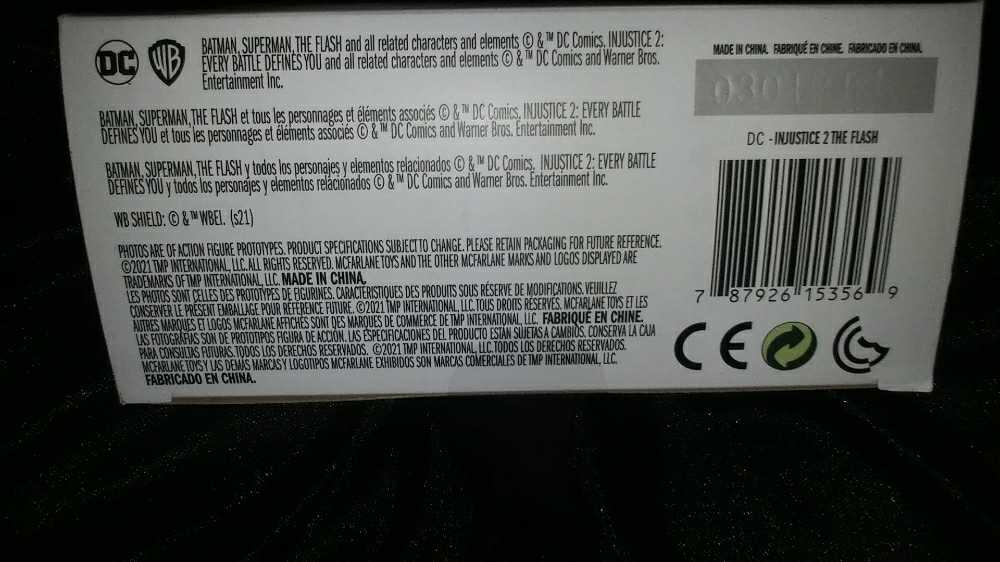 DC WB
BATMAN, SUPERMAN, THE FLASH and all related characters and elements © & ™ DC Comics. INJUSTICE 2:
EVERY BATTLE DEFINES YOU and all related characters and elements © & ™ DC Comics and Warner Bros.
Entertainment Inc.
BATMAN, SUPERMAN, THE FLASH et tous les personnages et éléments associés © & ™ DC Comics. INJUSTICE 2: EVERY BATTLE
DEFINES YOU et tous les personnages et éléments associés © & ™ DC Comics and Warner Bros. Entertainment Inc.
BATMAN, SUPERMAN, THE FLASH y todos los personajes y elementos relacionados © & ™ DC Comics. INJUSTICE 2: EVERY BATTLE
DEFINES YOU y todos los personajes y elementos relacionados © & ™ DC Comics and Warner Bros. Entertainment Inc.
WB SHIELD: © & ™ WBEI. (s21)
PHOTOS ARE OF ACTION FIGURE PROTOTYPES. PRODUCT SPECIFICATIONS SUBJECT TO CHANGE. PLEASE RETAIN PACKAGING FOR FUTURE REFERENCE.
©2021 TMP INTERNATIONAL, LLC. ALL RIGHTS RESERVED. MCFARLANE TOYS AND THE OTHER MCFARLANE MARKS AND LOGOS DISPLAYED ARE
TRADEMARKS OF TMP INTERNATIONAL, LLC. MADE IN CHINA.
LES PHOTOS SONT CELLES DES PROTOTYPES DE FIGURINES. CARACTERISTIQUES DES PRODUITS SOUS RÉSERVE DE MODIFICATIONS. VEUILLEZ
CONSERVER LE PRÉSENT EMBALLAGE POUR RÉFÉRENCE FUTURE. ©2021 TMP INTERNATIONAL, LLC. TOUS DROITS RESERVES. MCFARLANE TOYS ET LES
AUTRES MARQUES ET LOGOS MCFARLANE AFFICHÉS SONT DES MARQUES DE COMMERCE DE TMP INTERNATIONAL, LLC. FABRIQUÉ EN CHINE.
LAS FOTOGRAFÍAS SON DE PROTOTIPOS FIGURA DE ACCIÓN. LAS ESPECIFICACIONES DEL PRODUCTO ESTÁN SUJETAS A CAMBIOS. CONSERVA LA CAJA
PARA CONSULTAS FUTURAS. TODOS LOS DERECHOS RESERVADOS. ©2021 TMP INTERNATIONAL, LLC. TODOS LOS DERECHOS RESERVADOS.
MCFARLANE TOYS Y LAS DEMÁS MARCAS Y LOGOTIPOS MCFARLANE EXHIBIDOS SON MARCAS COMERCIALES DE TMP INTERNATIONAL, LLC.
FABRICADO EN CHINA.
MADE IN CHINA. FABRIQUÉ EN CHINE. FABRICADO EN CHINA.
DC - INJUSTICE 2 THE FLASH
7 87926 15356 9
CE